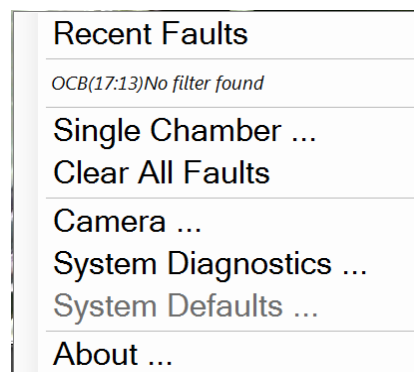 Recent Faults
OCB(17:13)No filter found
Single Chamber ...
Clear All Faults
Camera ...
System Diagnostics ...
System Defaults ...
About ...